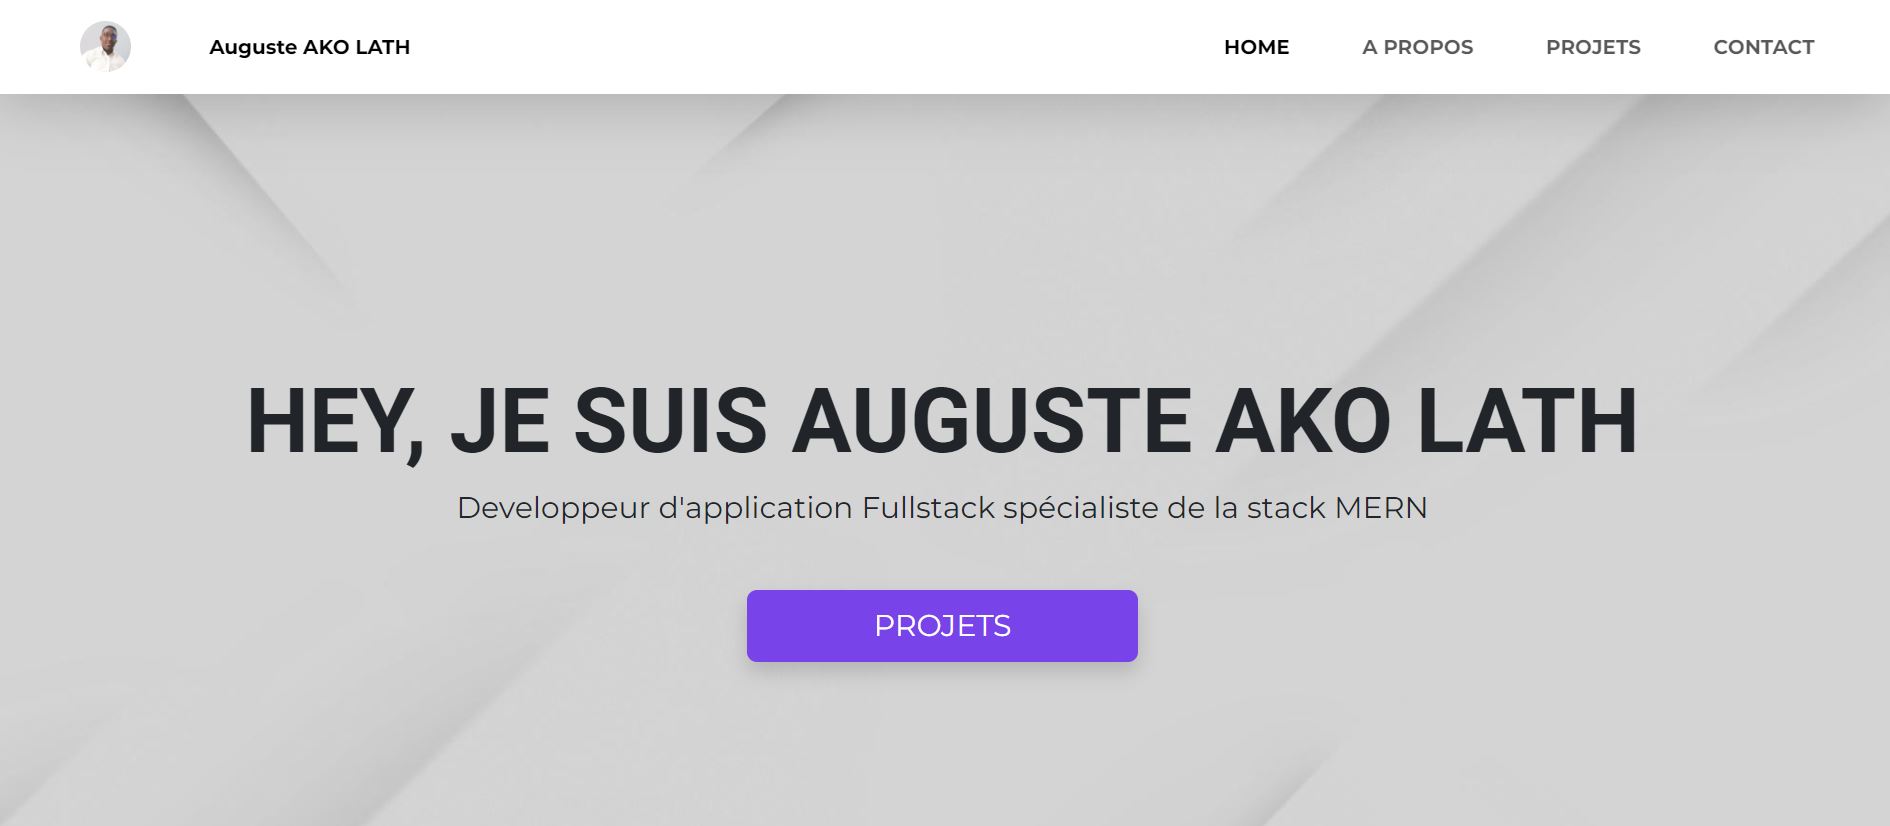 Auguste AKO LATH
HOME
A PROPOS
PROJETS
CONTACT
HEY, JE SUIS AUGUSTE AKO LATH
Developpeur d'application Fullstack spécialiste de la stack MERN
PROJETS